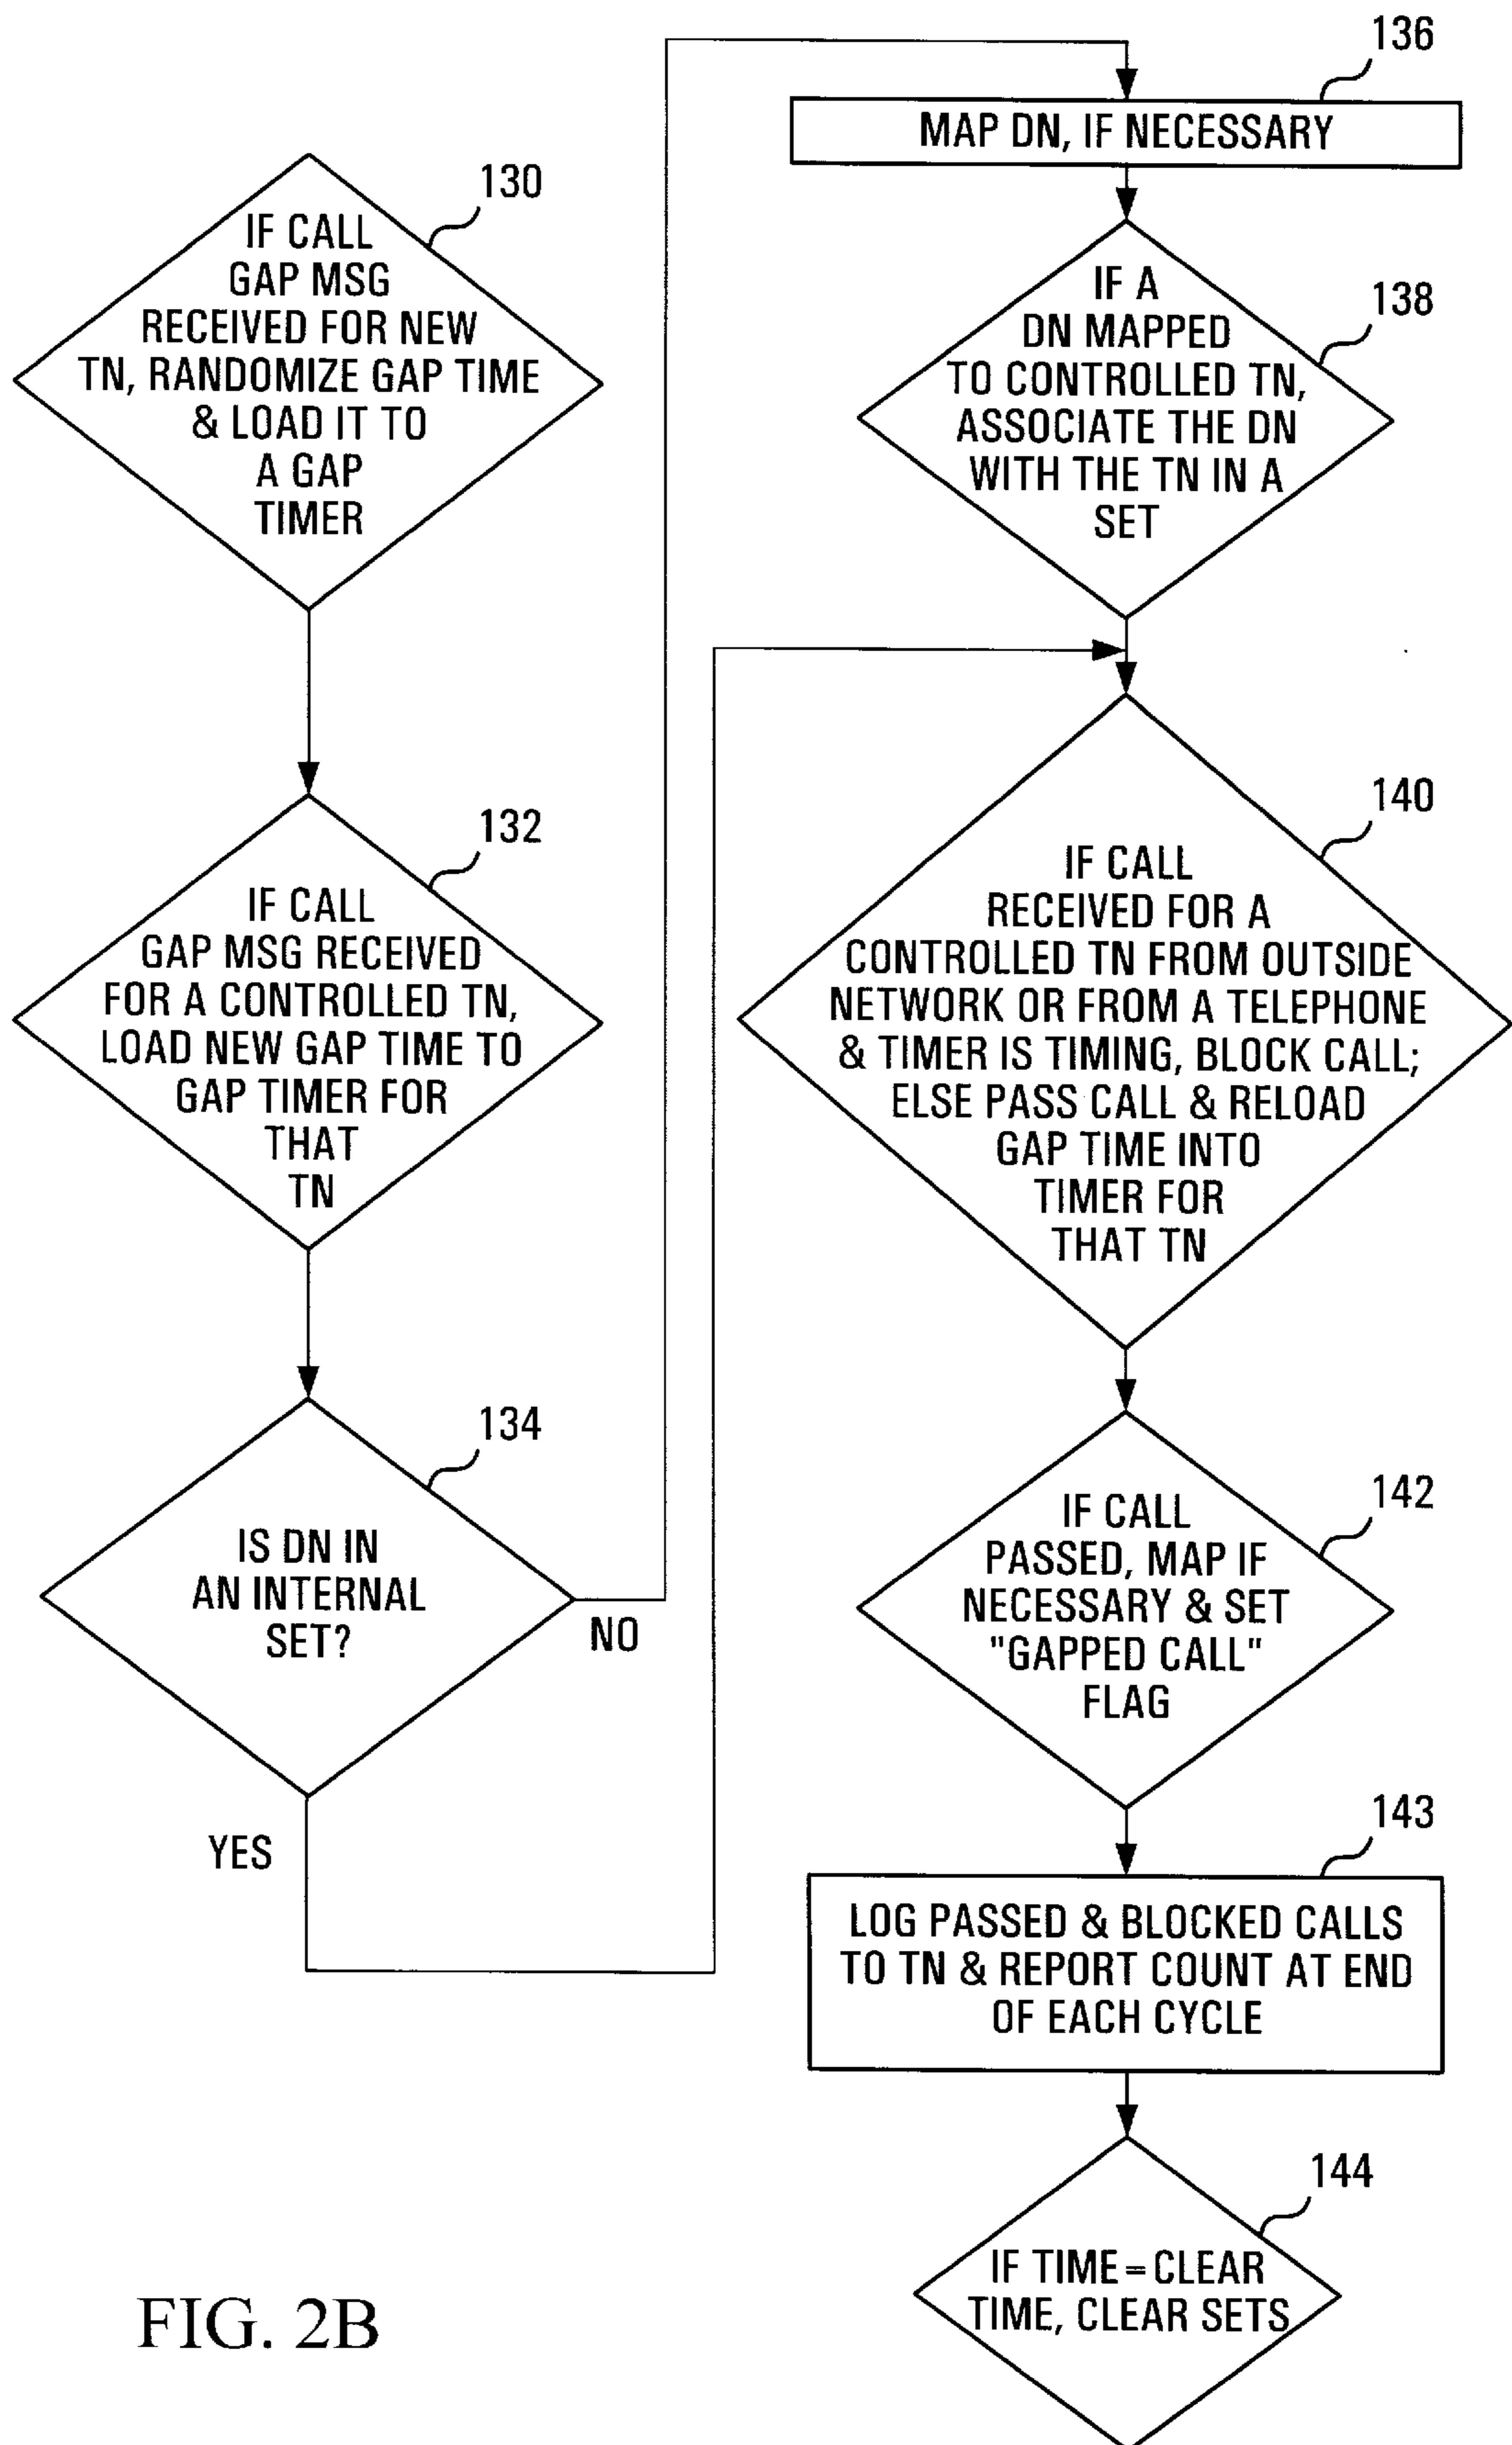 130
IF CALL
GAP MSG
RECEIVED FOR NEW
TN, RANDOMIZE GAP TIME
& LOAD IT TO
A GAP
TIMER
132
IF CALL
GAP MSG RECEIVED
FOR A CONTROLLED TN,
LOAD NEW GAP TIME TO
GAP TIMER FOR
THAT
TN
134
IS DN IN
AN INTERNAL
SET?
NO
YES
136
MAP DN, IF NECESSARY
138
IF A
DN MAPPED
TO CONTROLLED TN,
ASSOCIATE THE DN
WITH THE TN IN A
SET
140
IF CALL
RECEIVED FOR A
CONTROLLED TN FROM OUTSIDE
NETWORK OR FROM A TELEPHONE
& TIMER IS TIMING, BLOCK CALL;
ELSE PASS CALL & RELOAD
GAP TIME INTO
TIMER FOR
THAT TN
142
IF CALL
PASSED, MAP IF
NECESSARY & SET
"GAPPED CALL"
FLAG
143
LOG PASSED & BLOCKED CALLS
TO TN & REPORT COUNT AT END
OF EACH CYCLE
144
IF TIME = CLEAR
TIME, CLEAR SETS
FIG. 2B